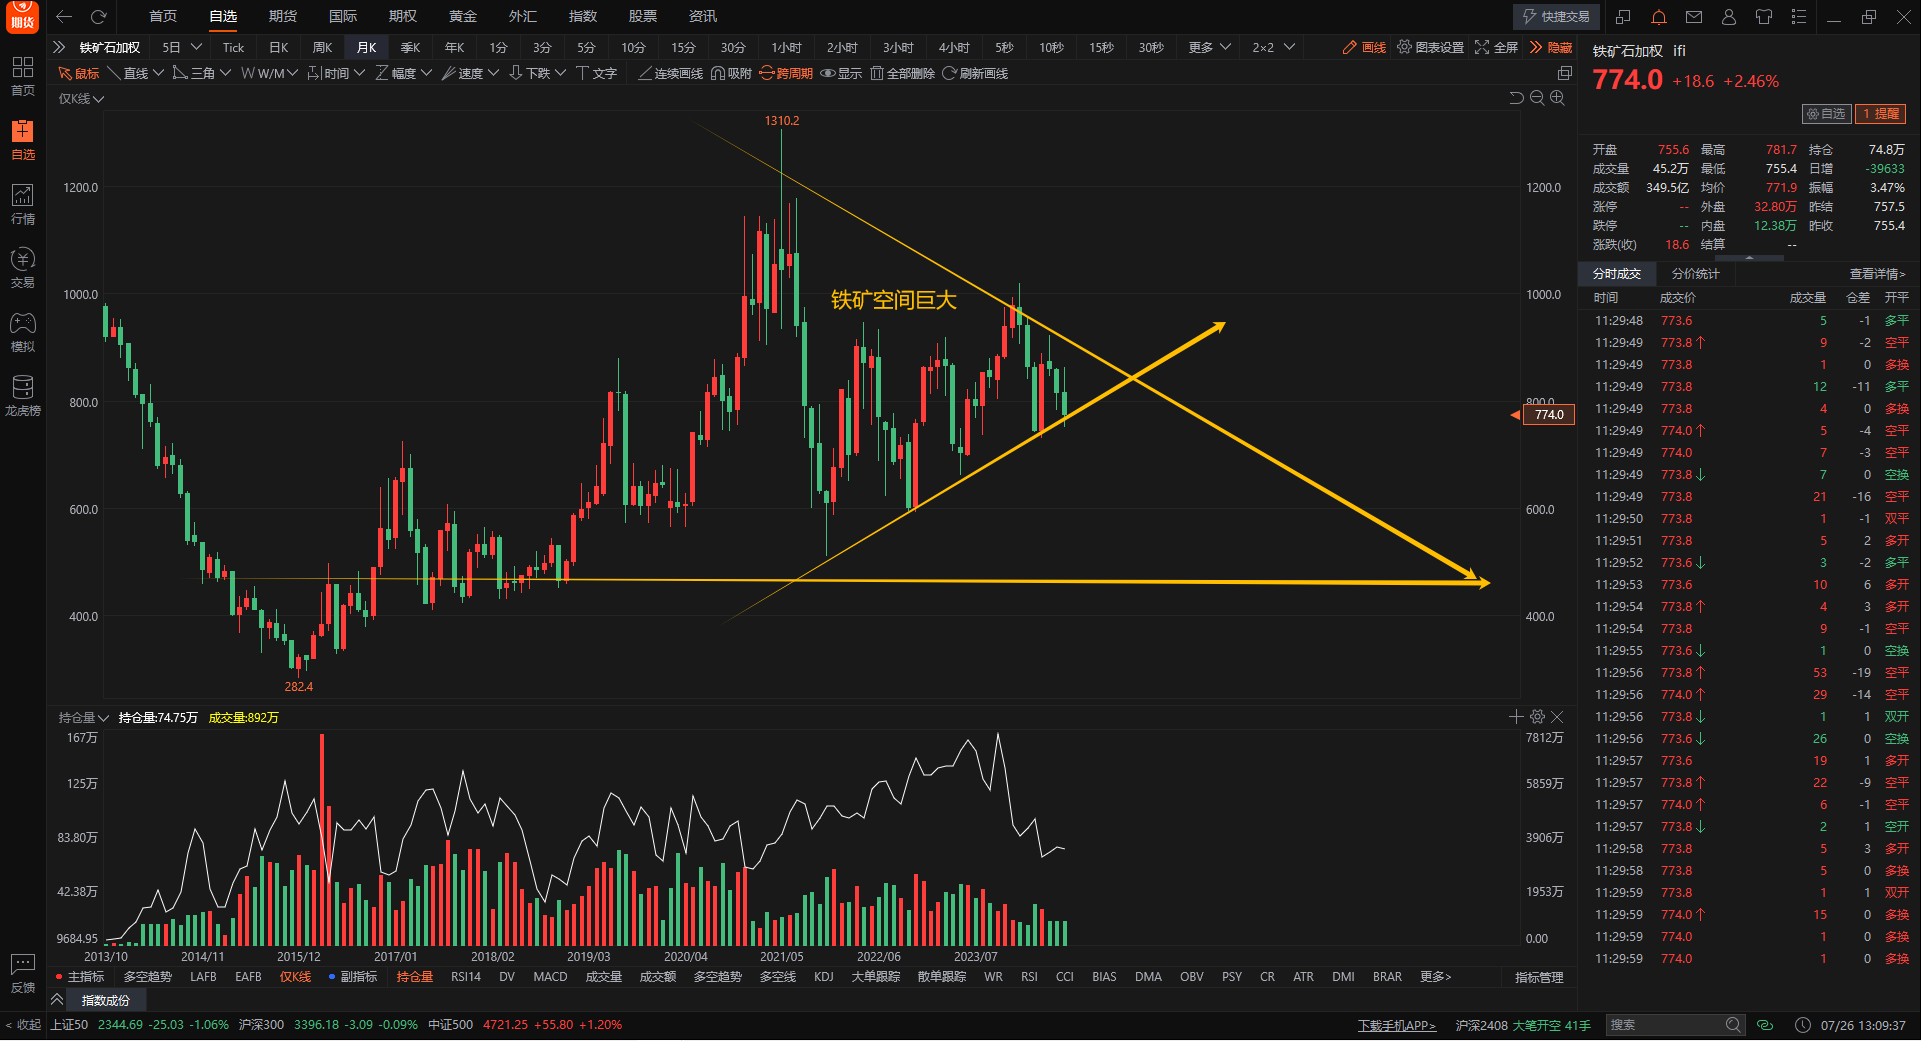 期货 首页 自选 期货 国际 期权 黄金 外汇 指数 股票 资讯 快捷交易
铁矿石加权 5日 Tick 日K 周K 月K 季K 年K 1分 3分 5分 10分 15分 30分 1小时 2小时 3小时 4小时 5秒 10秒 15秒 30秒 更多 2×2 画线 图表设置 全屏 隐藏
鼠标 直线 三角 W/M 时间 幅度 速度 下跌 文字 连续画线 吸附 跨周期 显示 全部删除 刷新画线
仅K线
首页
自选
行情
交易
模拟
龙虎榜
反馈
< 收起
1310.2
1200.0 1200.0
1000.0 1000.0
铁矿空间巨大
800.0 800.0
774.0
600.0 600.0
400.0 400.0
282.4
持仓量 持仓量:74.75万 成交量:892万
167万 7812万
125万 5859万
83.80万 3906万
42.38万 1953万
9684.95 0.00
2013/10 2014/11 2015/12 2017/01 2018/02 2019/03 2020/04 2021/05 2022/06 2023/07
主指标 多空趋势 LAFB EAFB 仅K线 副指标 持仓量 RSI14 DV MACD 成交量 成交额 多空趋势 多空线 KDJ 大单跟踪 散单跟踪 WR RSI CCI BIAS DMA OBV PSY CR ATR DMI BRAR 更多> 指标管理
指数成份
铁矿石加权 ifi
774.0 +18.6 +2.46%
自选 1 提醒
开盘 755.6 最高 781.7 持仓 74.8万
成交量 45.2万 最低 755.4 日增 -39633
成交额 349.5亿 均价 771.9 振幅 3.47%
涨停 -- 外盘 32.80万 昨结 757.5
跌停 -- 内盘 12.38万 昨收 755.4
涨跌(收) 18.6 结算 --
分时成交 分价统计 查看详情>
时间 成交价 成交量 仓差 开平
11:29:48 773.6 5 -1 多平
11:29:49 773.8↑ 9 -2 空平
11:29:49 773.8 1 0 多换
11:29:49 773.8 12 -11 多平
11:29:49 773.8 4 0 多换
11:29:49 774.0↑ 5 -4 空平
11:29:49 774.0 7 -3 空平
11:29:49 773.8↓ 7 0 空换
11:29:49 773.8 21 -16 空平
11:29:50 773.8 1 -1 双平
11:29:51 773.8 5 2 多开
11:29:52 773.6↓ 3 -2 多平
11:29:53 773.6 10 6 多开
11:29:54 773.8↑ 4 3 多开
11:29:54 773.8 9 -1 空平
11:29:55 773.6↓ 1 0 空换
11:29:56 773.8↑ 53 -19 空平
11:29:56 774.0↑ 29 -14 空平
11:29:56 773.8↓ 1 1 双开
11:29:56 773.6↓ 26 0 空换
11:29:57 773.6 19 1 多开
11:29:57 773.8↑ 22 -9 空平
11:29:57 774.0↑ 6 -1 空平
11:29:57 773.8↓ 2 1 空开
11:29:58 773.8 5 3 多开
11:29:58 773.8 5 0 多换
11:29:59 773.8 1 1 双开
11:29:59 774.0↑ 15 0 多换
11:29:59 774.0 1 0 多换
11:29:59 774.0 1 0 多换
上证50 2344.69 -25.03 -1.06% 沪深300 3396.18 -3.09 -0.09% 中证500 4721.25 +55.80 +1.20% 下载手机APP> 沪深2408 大笔开空 41手 搜索 07/26 13:09:37